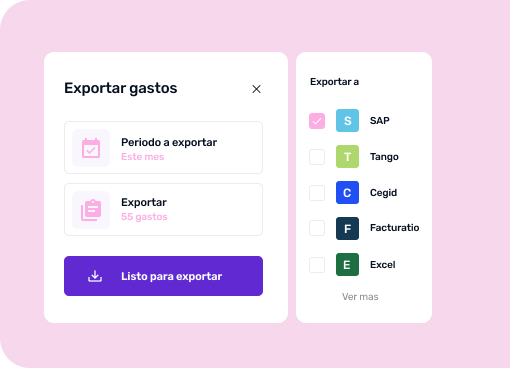 Exportar gastos
Periodo a exportar
Este mes
Exportar
55 gastos
Listo para exportar
Exportar a
S SAP
T Tango
C Cegid
F Facturatio
E Excel
Ver mas